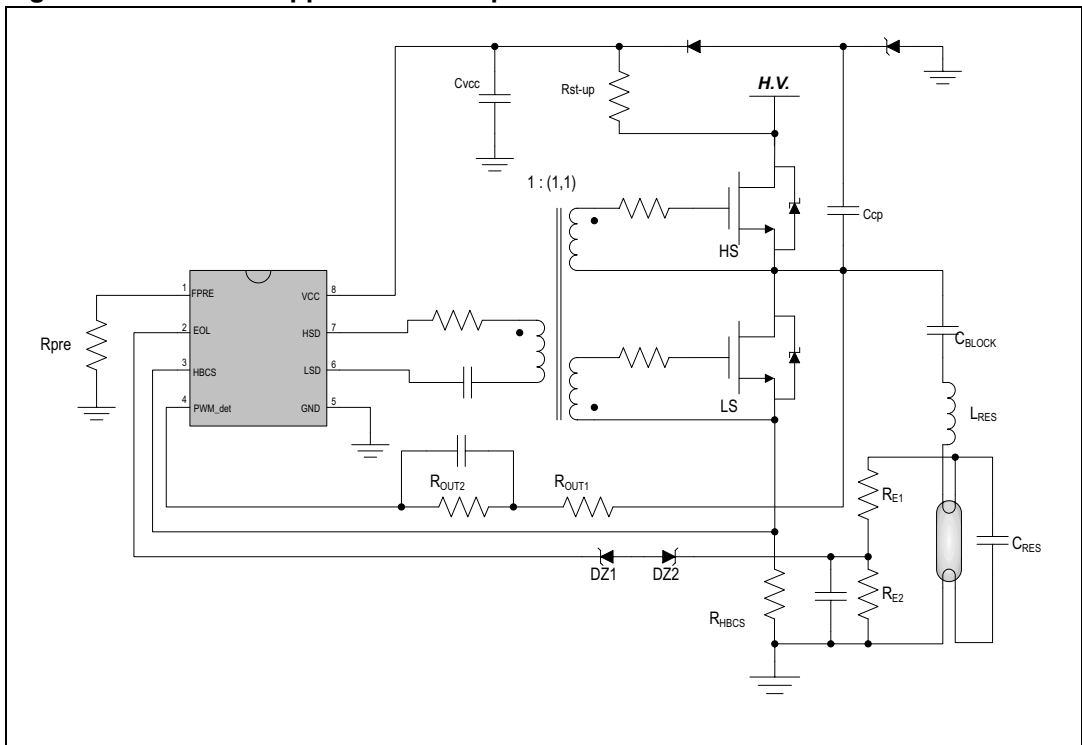 Cvcc
Rst-up
H.V.
1 : (1,1)
Ccp
HS
1
FPRE
VCC
8
2
EOL
HSD
7
3
HBCS
LSD
6
4
PWM_det
GND
5
Rpre
LS
CBLOCK
LRES
ROUT2
ROUT1
RE1
CRES
DZ1
DZ2
RE2
RHBCS